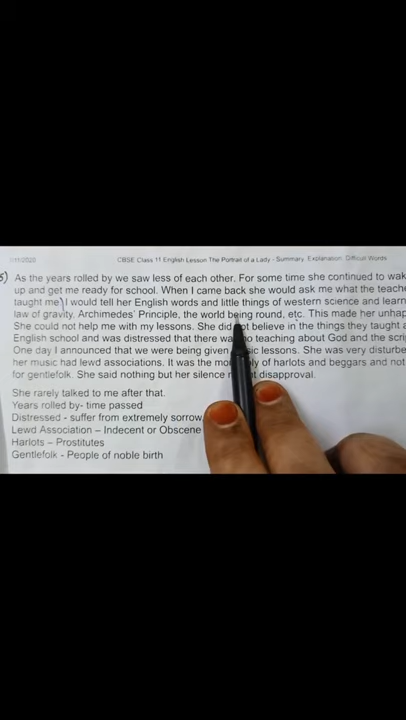 /11/2020 CBSE Class 11 English Lesson The Portrait of a Lady - Summary, Explanation, Difficult Words
5) As the years rolled by we saw less of each other. For some time she continued to wak
up and get me ready for school. When I came back she would ask me what the teache
taught me) I would tell her English words and little things of western science and learn
law of gravity, Archimedes' Principle, the world being round, etc. This made her unhap
She could not help me with my lessons. She did not believe in the things they taught a
English school and was distressed that there wa no teaching about God and the scri
One day I announced that we were being given music lessons. She was very disturbe
her music had lewd associations. It was the mo ly of harlots and beggars and not
for gentlefolk. She said nothing but her silence disapproval.
She rarely talked to me after that.
Years rolled by- time passed
Distressed - suffer from extremely sorrow,
Lewd Association – Indecent or Obscene
Harlots – Prostitutes
Gentlefolk - People of noble birth